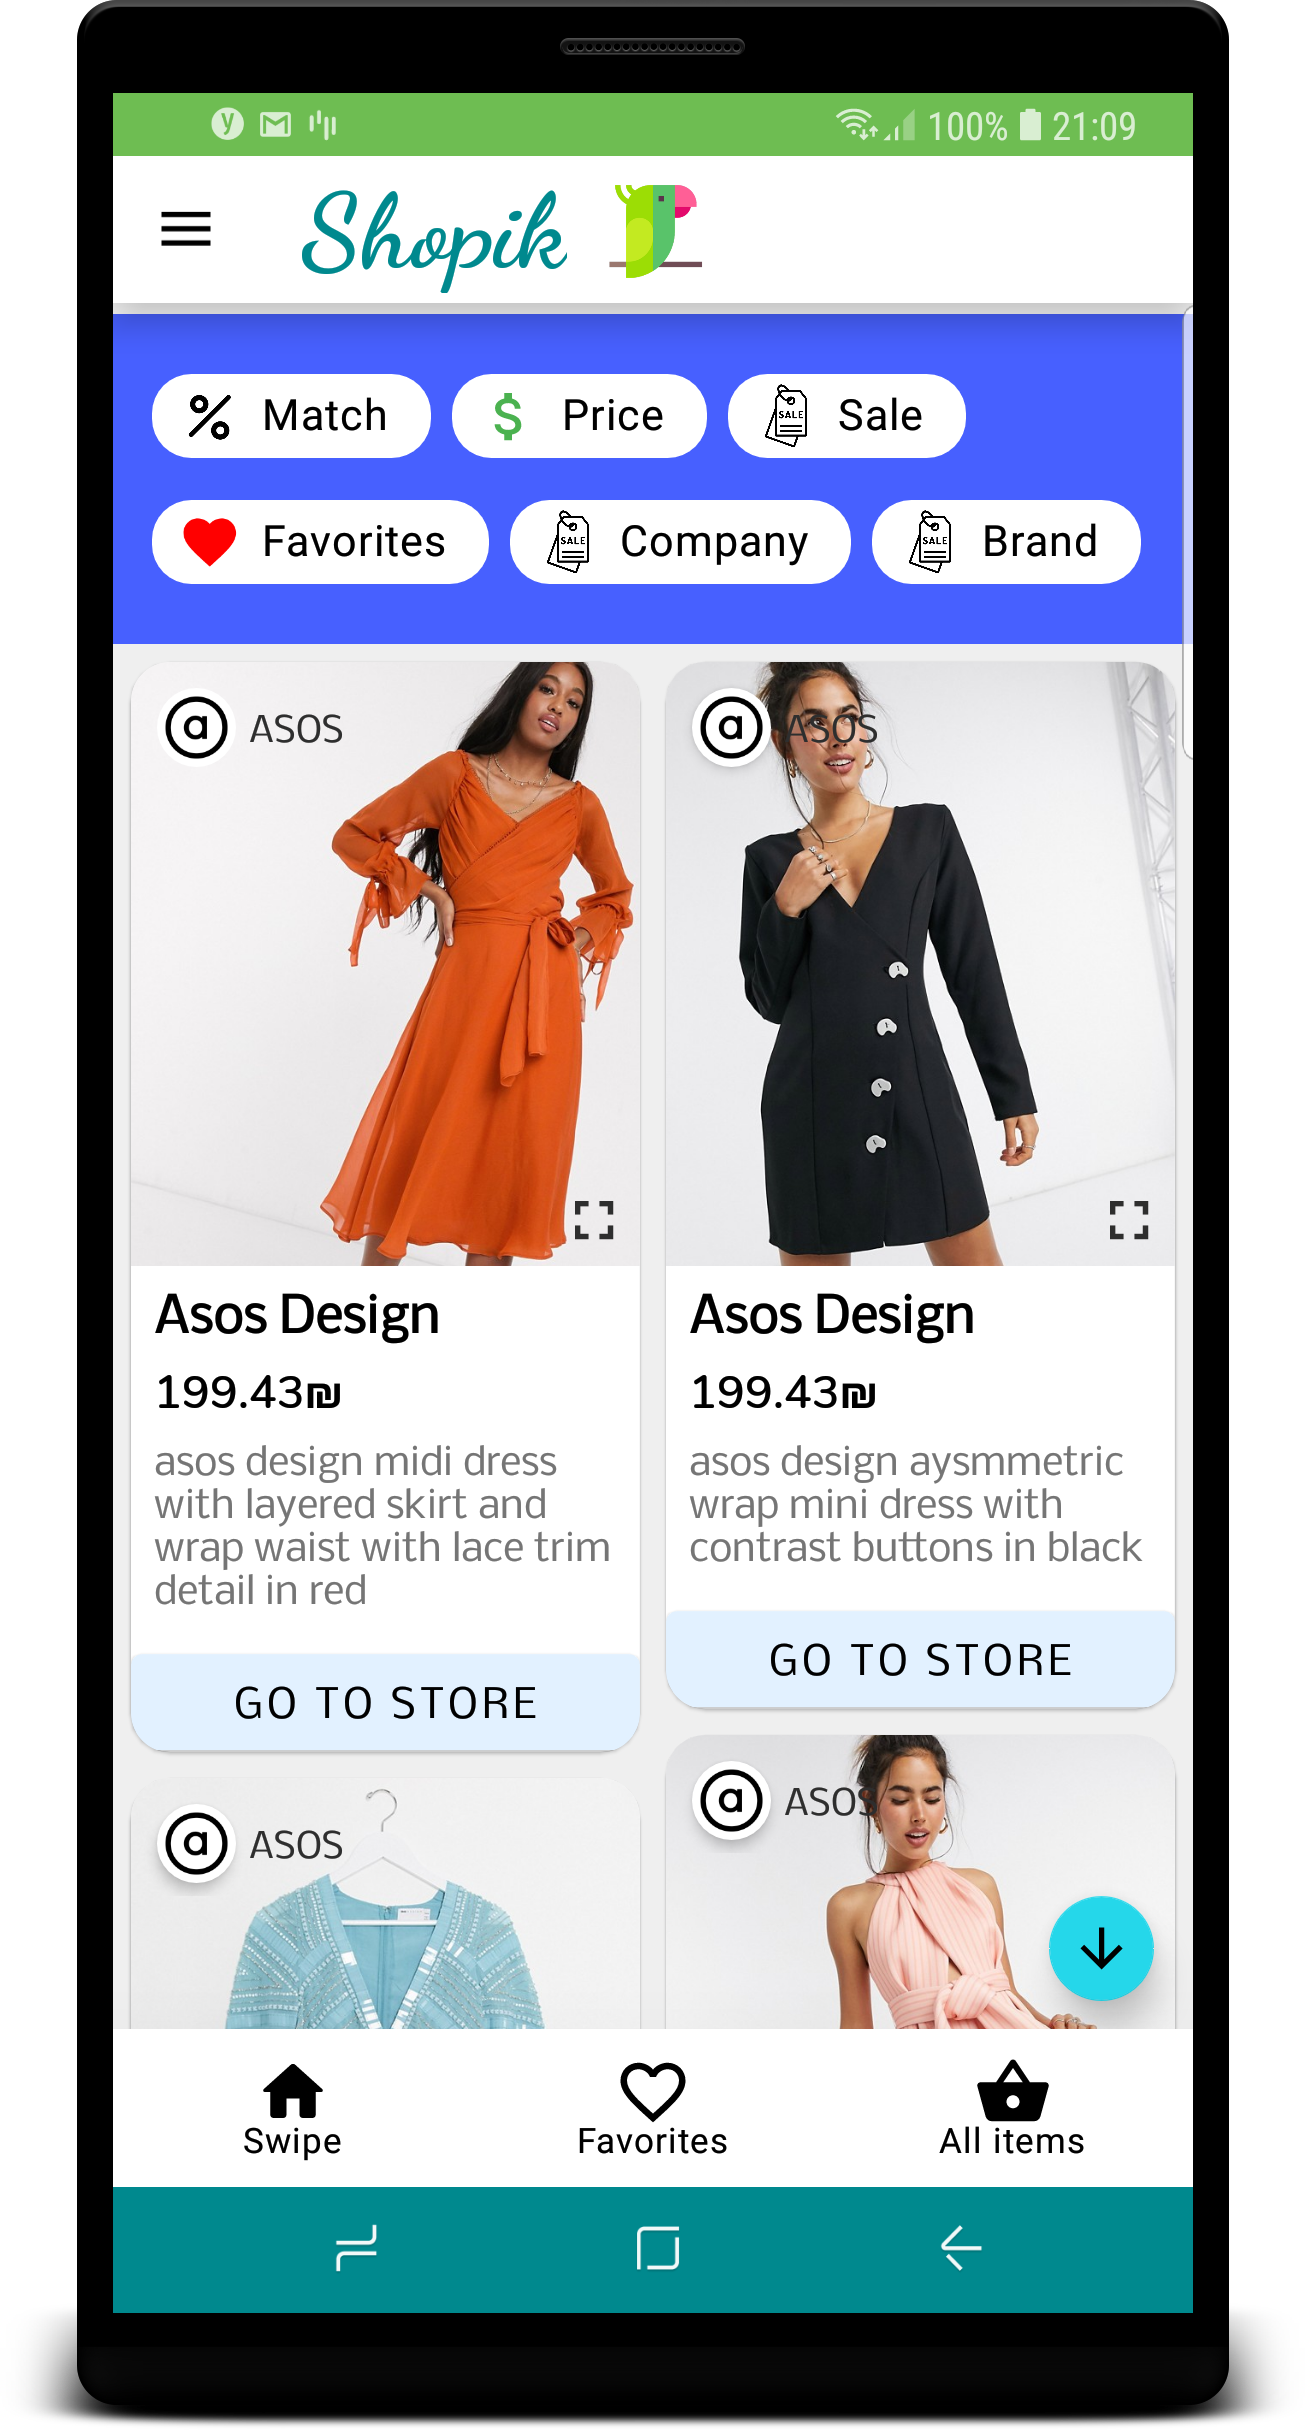 100% 21:09
Shopik
Match
Price
SALE
Sale
Favorites
SALE
Company
SALE
Brand
a ASOS
a ASOS
Asos Design
199.43₪
asos design midi dress
with layered skirt and
wrap waist with lace trim
detail in red
GO TO STORE
Asos Design
199.43₪
asos design aysmmetric
wrap mini dress with
contrast buttons in black
GO TO STORE
a ASOS
a ASOS
Swipe
Favorites
All items